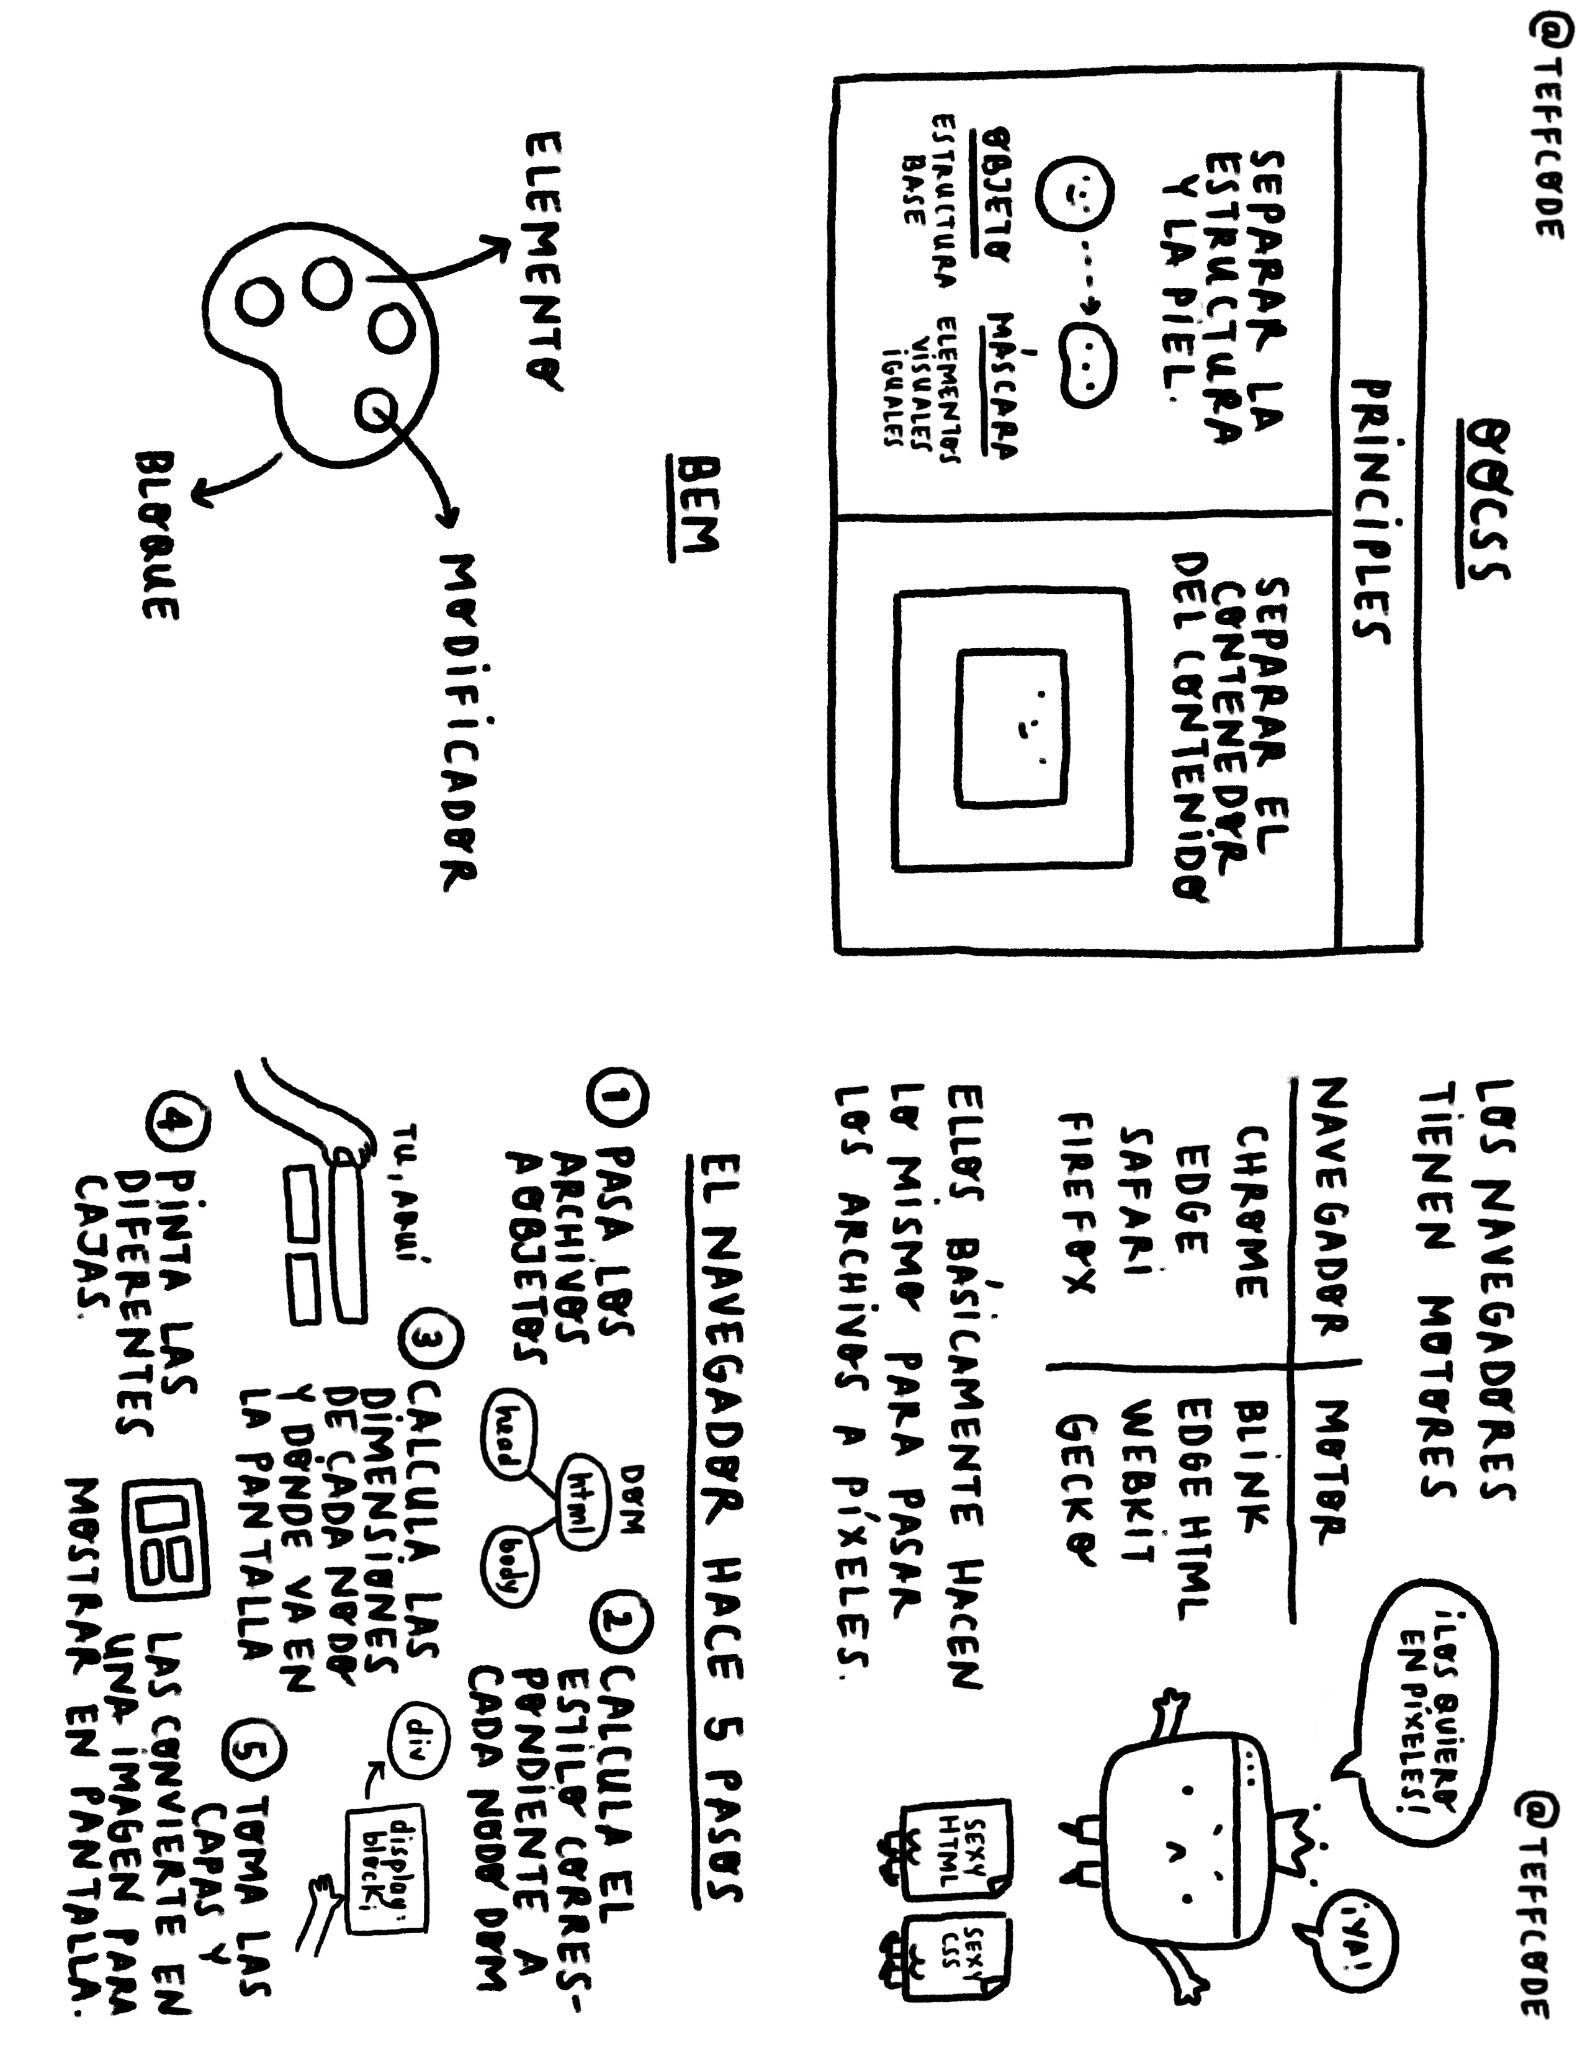 @TEFFCODE
OOCSS
PRINCIPLES
SEPARAR LA
ESTRUCTURA
Y LA PIEL.
OBJETO
ESTRUCTURA
BASE
MÁSCARA
ELEMENTOS
VISUALES
IGUALES
SEPARAR EL
CONTENEDOR
DEL CONTENIDO
BEM
ELEMENTO
MODIFICADOR
BLOQUE
@TEFFCODE
LOS NAVEGADORES
TIENEN MOTORES
NAVEGADOR MOTOR
CHROME BLINK
EDGE EDGE HTML
SAFARI WEBKIT
FIREFOX GECKO
¡LOS QUIERO
EN PIXELES!
¡YA!
SEXY
HTML
SEXY
CSS
ELLOS BÁSICAMENTE HACEN
LO MISMO PARA PASAR
LOS ARCHIVOS A PÍXELES.
EL NAVEGADOR HACE 5 PASOS
1 PASA LOS
ARCHIVOS
A OBJETOS
DOM
html
head
body
2 CALCULA EL
ESTILO CORRES-
PONDIENTE A
CADA NODO DOM
div
display:
block;
TU, AQUÍ
3 CALCULA LAS
DIMENSIONES
DE CADA NODO
Y DONDE VA EN
LA PANTALLA
4 PINTA LAS
DIFERENTES
CAJAS.
5 TOMA LAS
CAPAS Y
LAS CONVIERTE EN
UNA IMAGEN PARA
MOSTRAR EN PANTALLA.